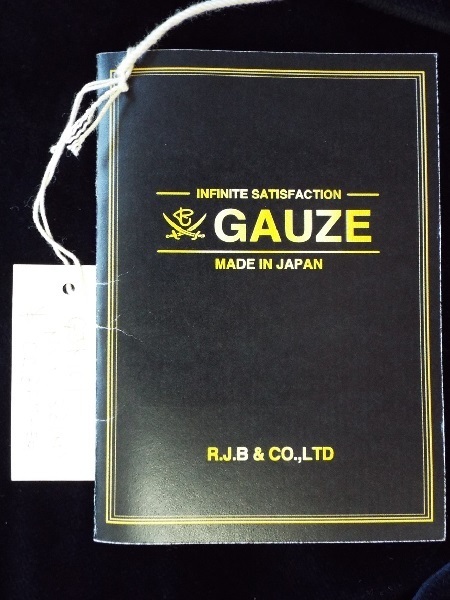 INFINITE SATISFACTION
GAUZE
MADE IN JAPAN
R.J.B & CO.,LTD